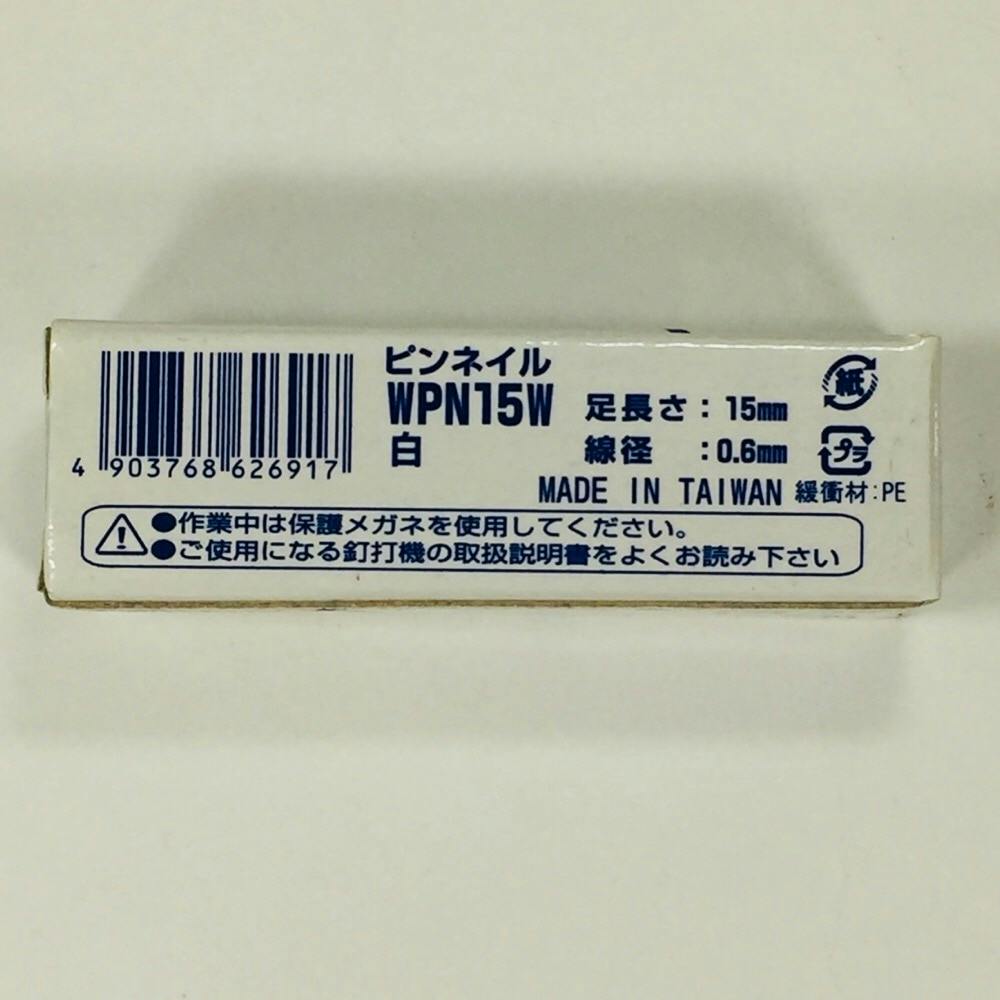 ピンネイル
WPN15W
白
足長さ：15mm
線径　：0.6mm
紙
プラ
MADE IN TAIWAN 緩衝材:PE
4 903768 626917
●作業中は保護メガネを使用してください。
●ご使用になる釘打機の取扱説明書をよくお読み下さい